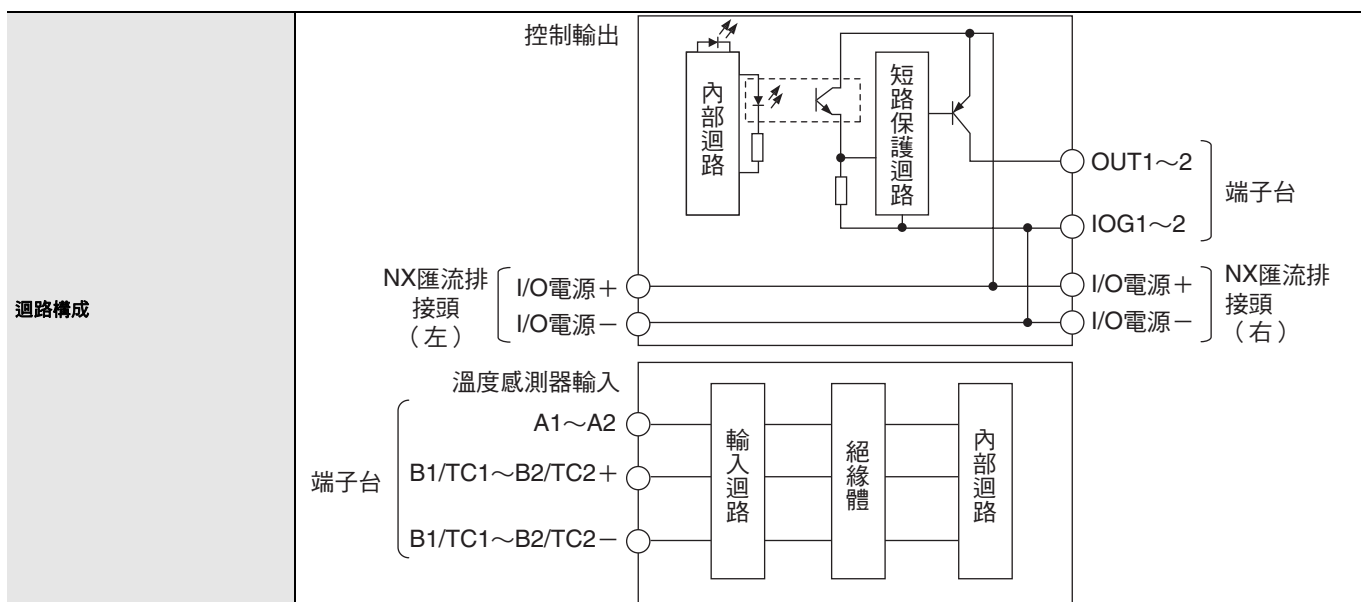 迴路構成
控制輸出
內部迴路
短路保護迴路
OUT1～2
IOG1～2
端子台
NX匯流排
接頭
（左）
I/O電源＋
I/O電源－
I/O電源＋
I/O電源－
NX匯流排
接頭
（右）
溫度感測器輸入
端子台
A1～A2
B1/TC1～B2/TC2＋
B1/TC1～B2/TC2－
輸入迴路
絕緣體
內部迴路